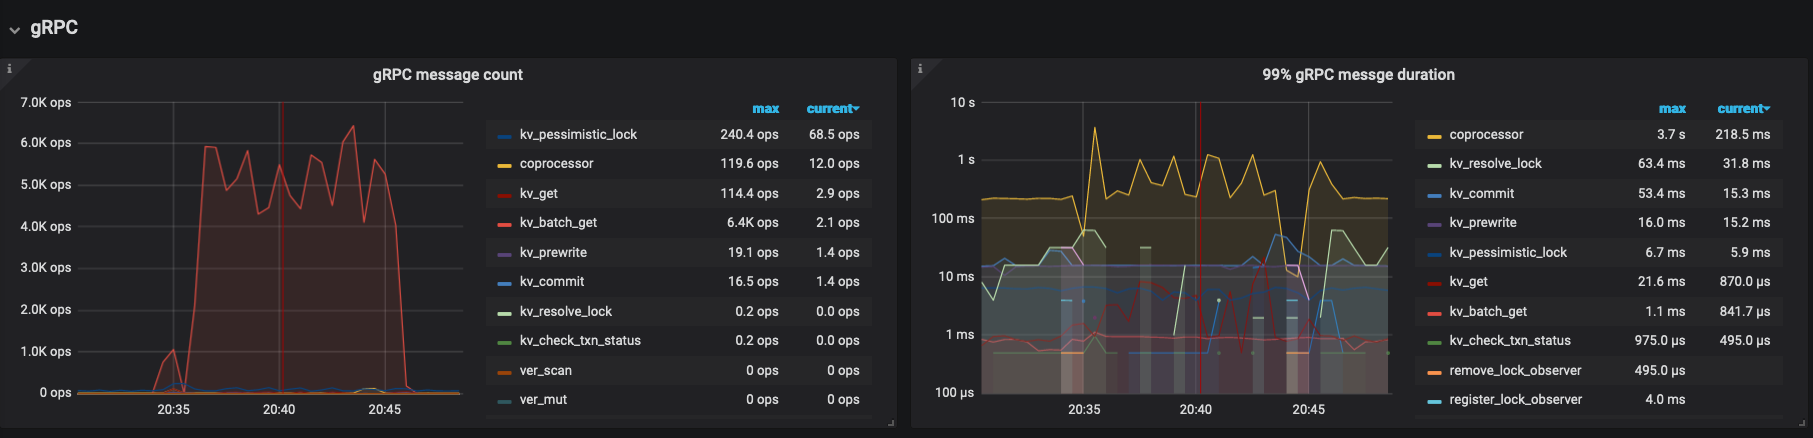 gRPC
gRPC message count
7.0K ops
6.0K ops
5.0K ops
4.0K ops
3.0K ops
2.0K ops
1.0K ops
0 ops
20:35 20:40 20:45
max current
kv_pessimistic_lock 240.4 ops 68.5 ops
coprocessor 119.6 ops 12.0 ops
kv_get 114.4 ops 2.9 ops
kv_batch_get 6.4K ops 2.1 ops
kv_prewrite 19.1 ops 1.4 ops
kv_commit 16.5 ops 1.4 ops
kv_resolve_lock 0.2 ops 0.0 ops
kv_check_txn_status 0.2 ops 0.0 ops
ver_scan 0 ops 0 ops
ver_mut 0 ops 0 ops
99% gRPC messge duration
10 s
1 s
100 ms
10 ms
1 ms
100 µs
20:35 20:40 20:45
max current
coprocessor 3.7 s 218.5 ms
kv_resolve_lock 63.4 ms 31.8 ms
kv_commit 53.4 ms 15.3 ms
kv_prewrite 16.0 ms 15.2 ms
kv_pessimistic_lock 6.7 ms 5.9 ms
kv_get 21.6 ms 870.0 µs
kv_batch_get 1.1 ms 841.7 µs
kv_check_txn_status 975.0 µs 495.0 µs
remove_lock_observer 495.0 µs
register_lock_observer 4.0 ms